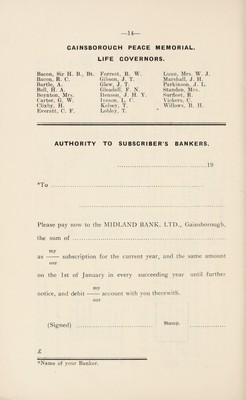 —14—
GAINSBOROUGH PEACE MEMORIAL.
LIFE GOVERNORS.
Bacon, Sir H. B., Bt.
Bacon, R. C.
Bartle, A.
Bell, H. A.
Boynton, Mrs.
Carter, G. W.
Clixby, H.
Everatt, C. F.
Forrest, R. W.
Gibson, J. T.
Glew, J. T.
Gleadall, F. N.
Henson, J. H. Y.
Iveson, L. C.
Kelsey, T.
Lobley, T.
Luxn, Mrs. W. J.
Marshall, J. H.
Parkinson, J. L.
Standen, Mrs.
Surfleet, R.
Vickers, C.
Willows, R. H.
AUTHORITY TO SUBSCRIBER'S BANKERS.
19
*To
Please pay now to the MIDLAND BANK, LTD., Gainsborough,
the sum of
my
as — subscription for the current year, and the same amount
our
on the 1st of January in every succeeding year until further
my
notice, and debit — account with you therewith.
our
(Signed)
Stamp.
£
*Name of your Banker.